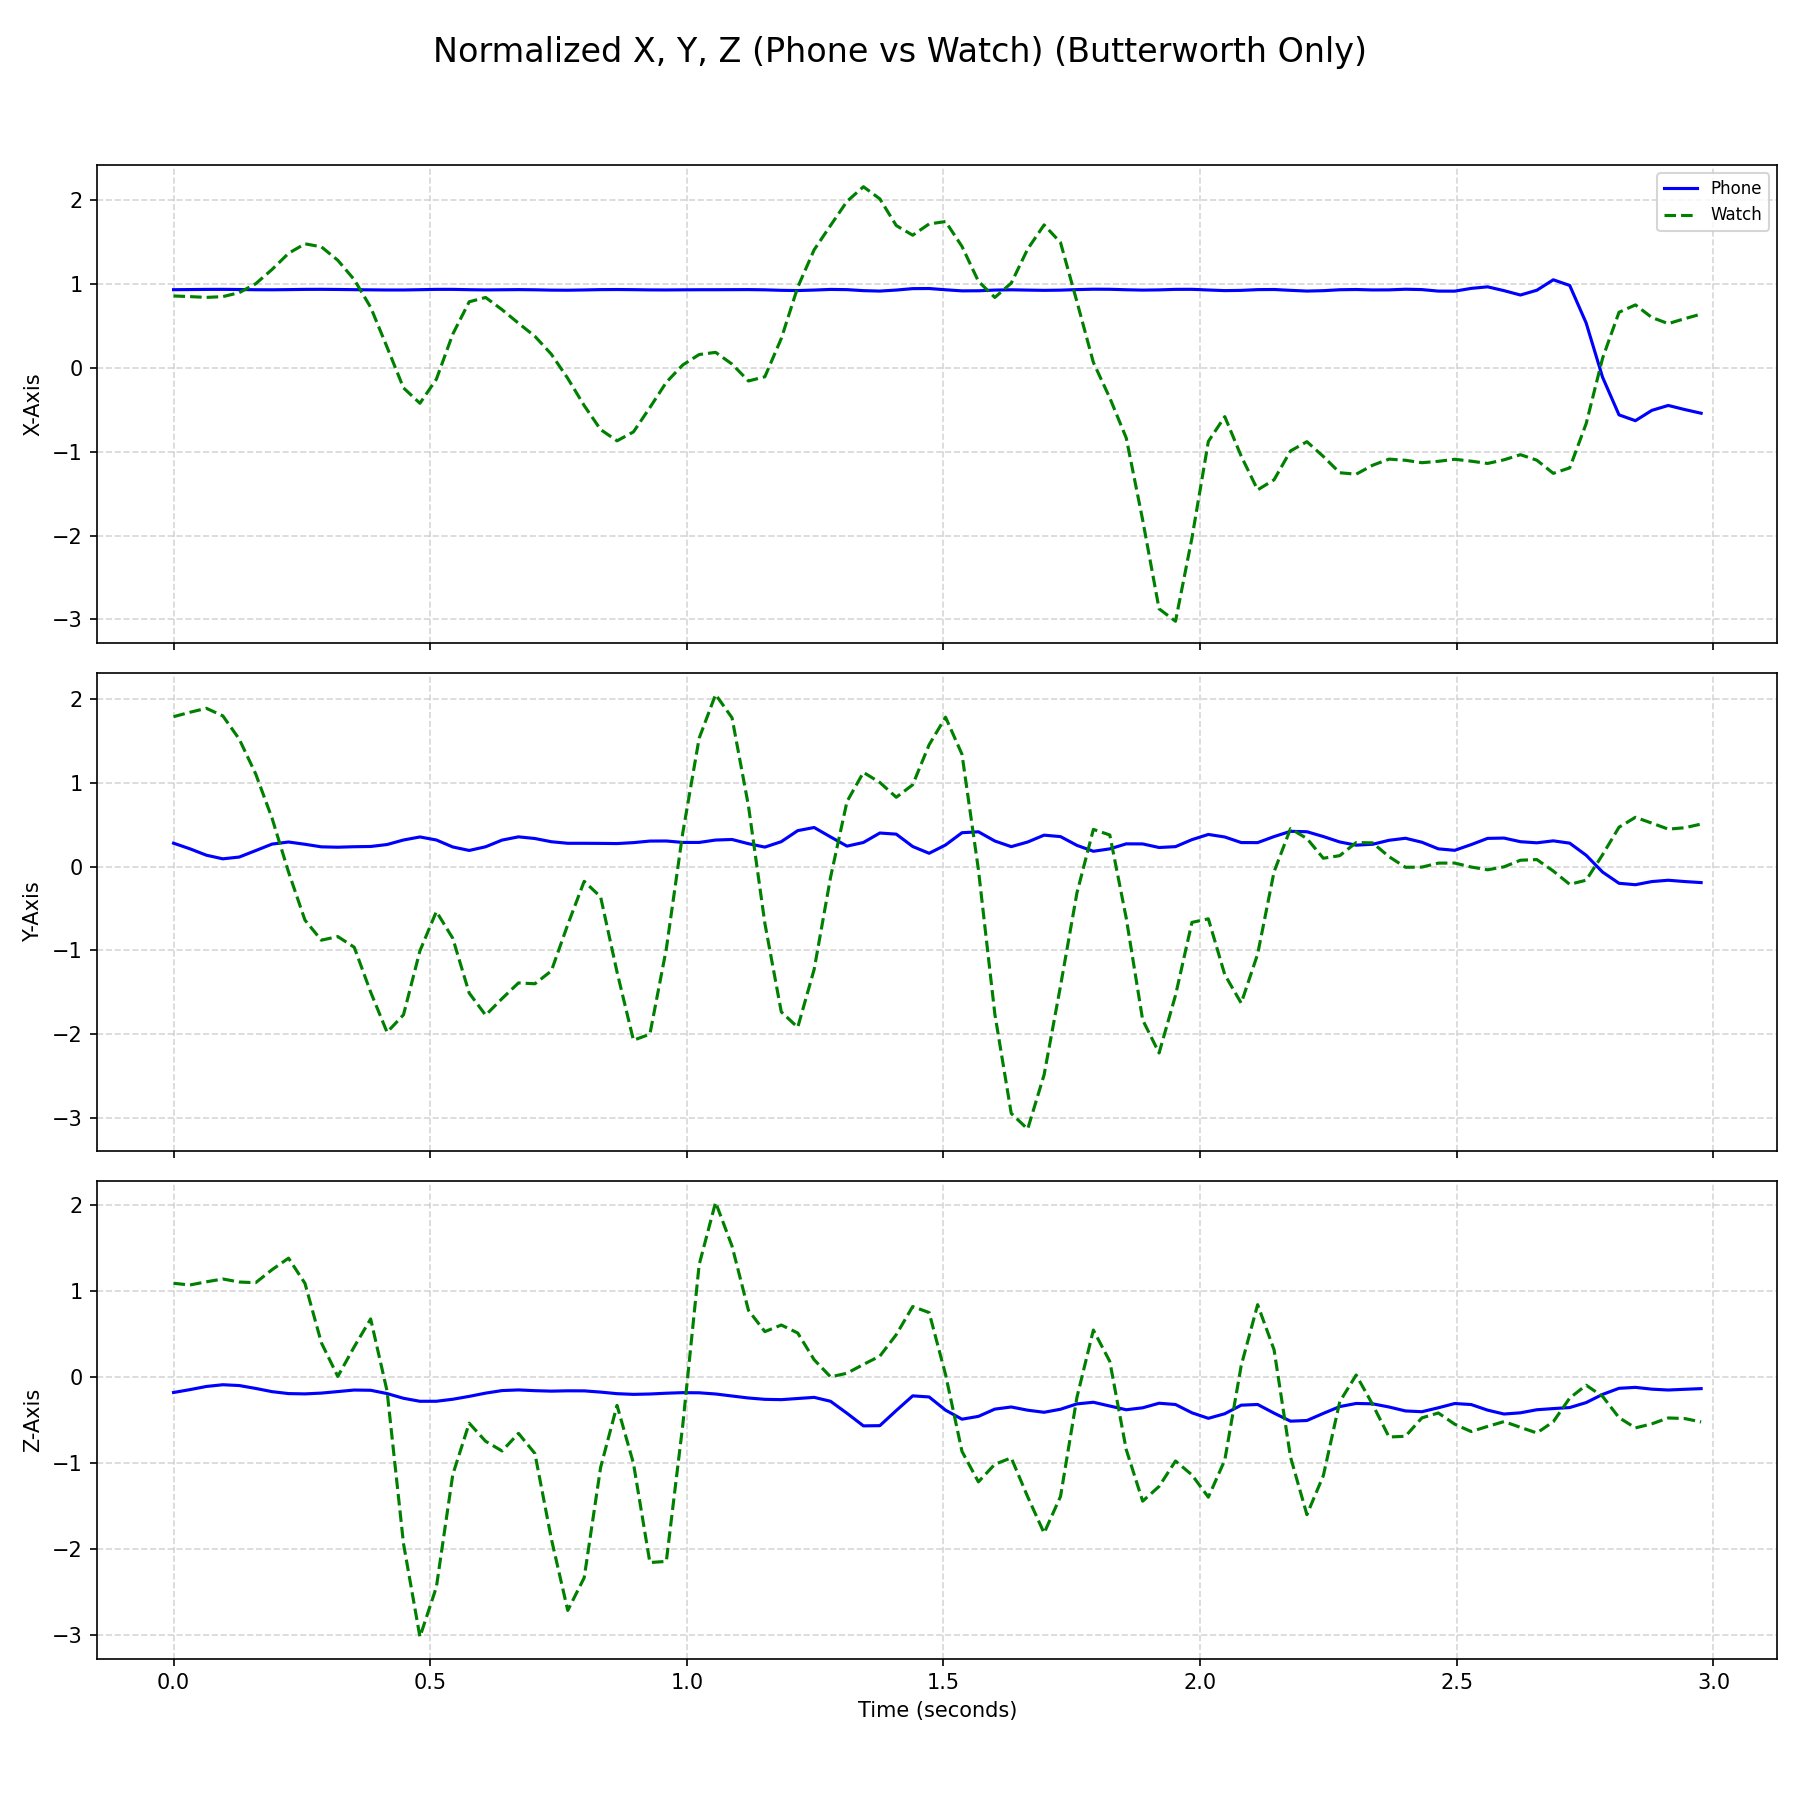 Normalized X, Y, Z (Phone vs Watch) (Butterworth Only)
Phone
Watch
2
1
0
−1
−2
−3
X-Axis
2
1
0
−1
−2
−3
Y-Axis
2
1
0
−1
−2
−3
Z-Axis
0.0 0.5 1.0 1.5 2.0 2.5 3.0
Time (seconds)